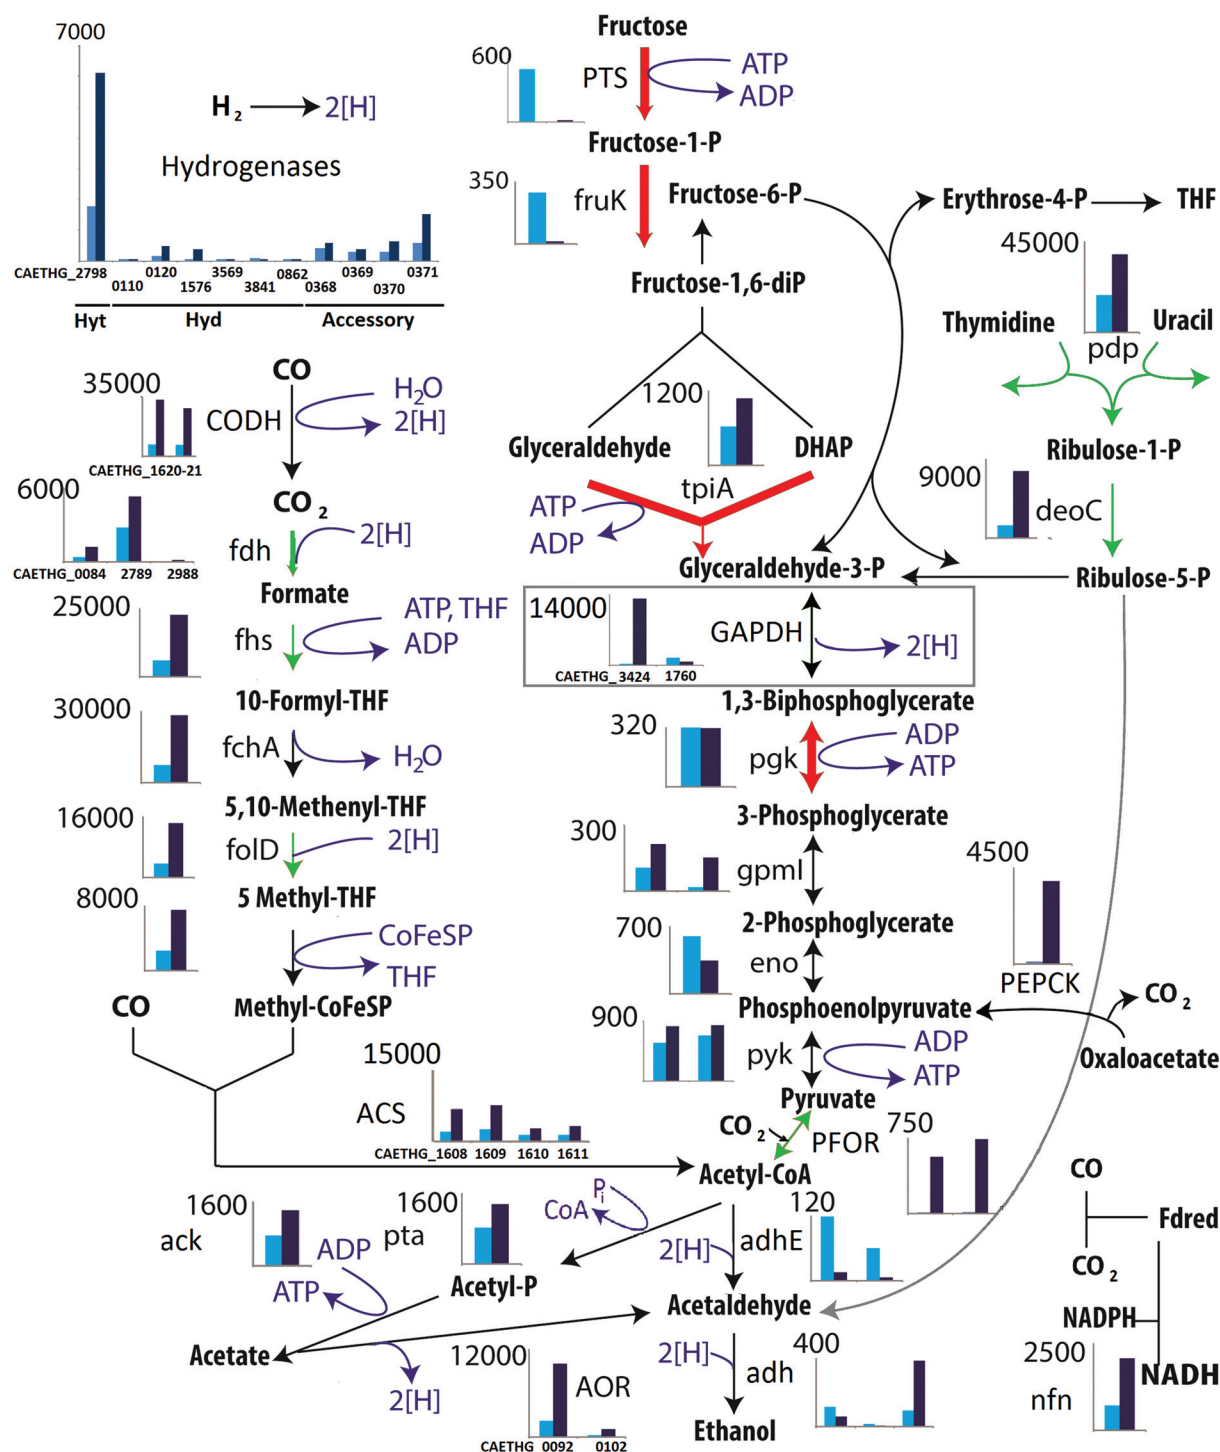 7000
H2 2[H]
Hydrogenases
CAETHG_2798 0110 0120 1576 3569 3841 0862 0368 0369 0370 0371
Hyt Hyd Accessory
CO
35000
CODH
H2O
2[H]
CAETHG_1620-21
CO2
6000
fdh
2[H]
CAETHG_0084 2789 2988
Formate
25000
fhs
ATP, THF
ADP
10-Formyl-THF
30000
fchA
H2O
5,10-Methenyl-THF
16000
folD
2[H]
5 Methyl-THF
8000
CoFeSP
THF
CO
Methyl-CoFeSP
15000
ACS
CAETHG_1608 1609 1610 1611
Fructose
600
PTS
ATP
ADP
Fructose-1-P
350
fruK
Fructose-6-P
Fructose-1,6-diP
1200
Glyceraldehyde
DHAP
tpiA
ATP
ADP
Glyceraldehyde-3-P
14000
GAPDH
2[H]
CAETHG_3424 1760
1,3-Biphosphoglycerate
320
pgk
ADP
ATP
3-Phosphoglycerate
300
gpmI
2-Phosphoglycerate
700
eno
Phosphoenolpyruvate
900
pyk
ADP
ATP
Pyruvate
CO2
PFOR
750
Acetyl-CoA
Erythrose-4-P
THF
45000
Thymidine
Uracil
pdp
Ribulose-1-P
9000
deoC
Ribulose-5-P
4500
PEPCK
CO2
Oxaloacetate
1600
ack
ADP
ATP
1600
pta
Pi
CoA
Acetyl-P
120
2[H]
adhE
Acetaldehyde
Acetate
2[H]
12000
AOR
CAETHG 0092 0102
2[H]
adh
400
Ethanol
CO
Fdred
CO2
NADPH
2500
NADH
nfn